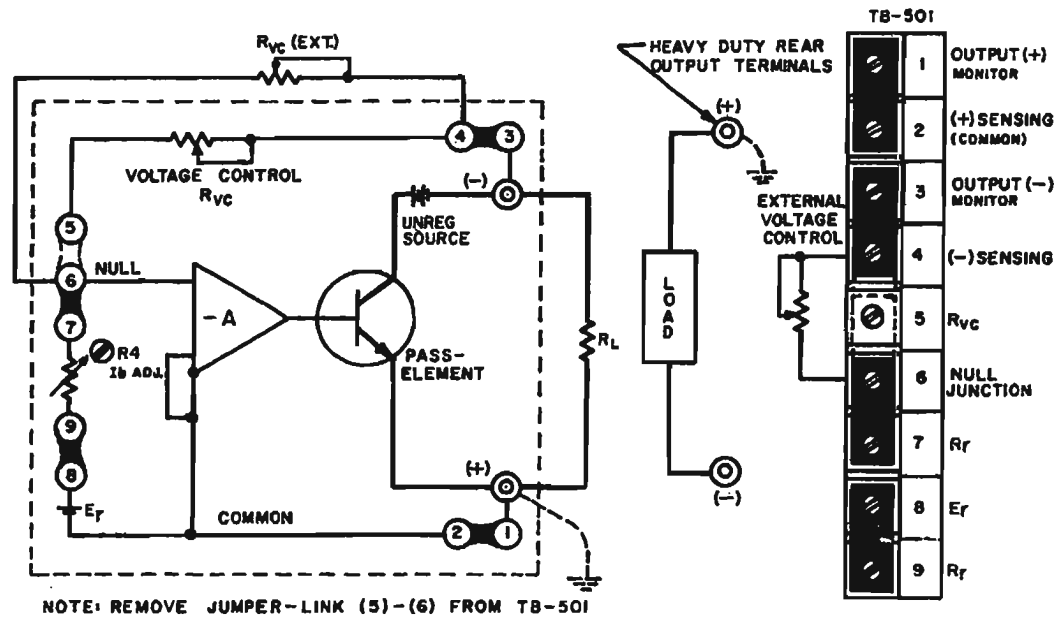 TB-501
RVC (EXT.)
HEAVY DUTY REAR
OUTPUT TERMINALS
1 OUTPUT (+)
MONITOR
(+)
4 3
2 (+) SENSING
(COMMON)
VOLTAGE CONTROL
RVC
(-)
3 OUTPUT (-)
MONITOR
EXTERNAL
VOLTAGE
CONTROL
UNREG
SOURCE
5
4 (-) SENSING
6 NULL
LOAD
-A
5 RVC
7
R4
Ib ADJ.
RL
PASS-
ELEMENT
6 NULL
JUNCTION
9
7 Rr
8
(+)
(-)
Er
COMMON
2 1
8 Er
9 Rr
NOTE: REMOVE JUMPER-LINK (5)-(6) FROM TB-501